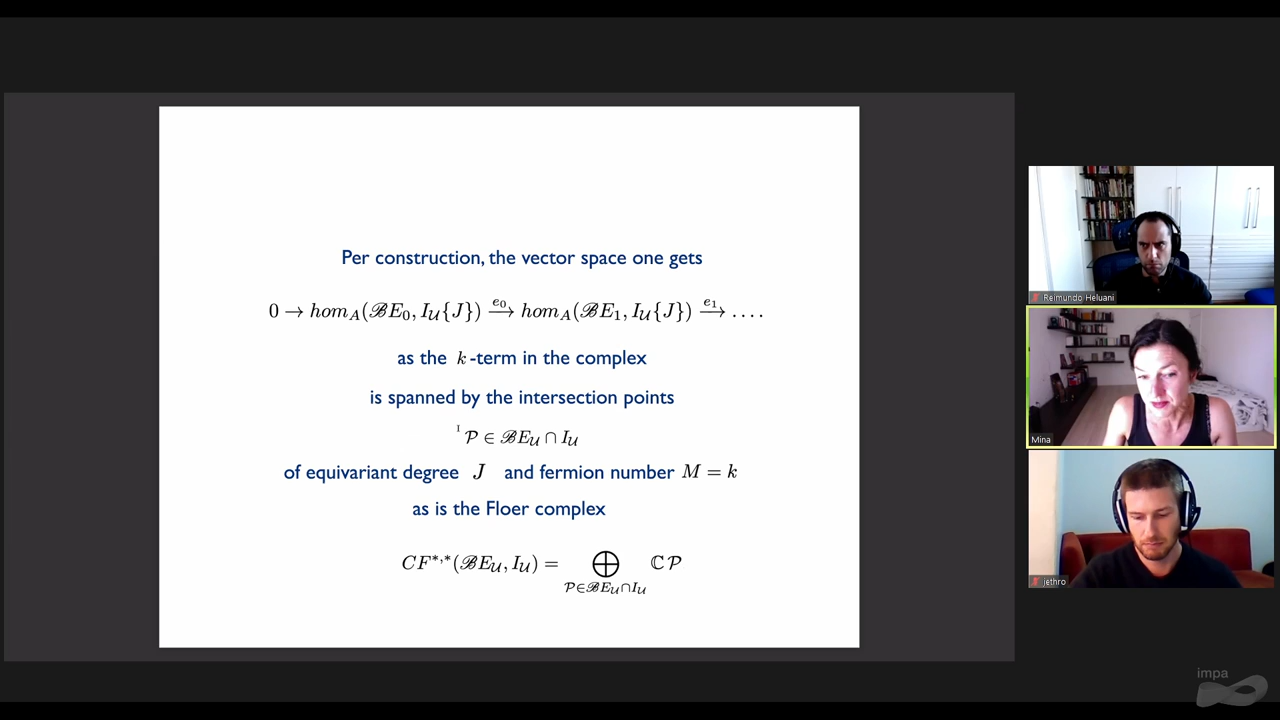 Per construction, the vector space one gets
0 → hom_A(ℬE_0, I_𝒰{J}) --e_0--> hom_A(ℬE_1, I_𝒰{J}) --e_1--> ....
as the k-term in the complex
is spanned by the intersection points
𝒫 ∈ ℬE_𝒰 ∩ I_𝒰
of equivariant degree J and fermion number M = k
as is the Floer complex
CF^{*,*}(ℬE_𝒰, I_𝒰) = ⊕_{𝒫∈ℬE_𝒰∩I_𝒰} ℂ𝒫
Reimundo Heluani
Mina
jethro
impa